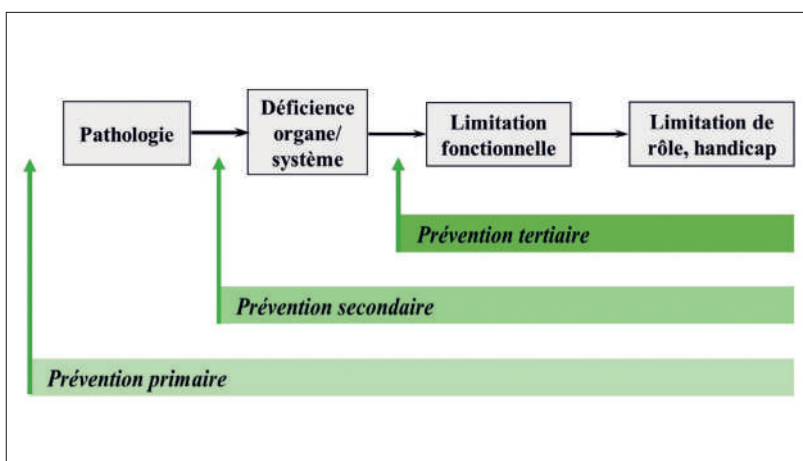 Pathologie
Déficience
organe/
système
Limitation
fonctionnelle
Limitation de
rôle, handicap
Prévention tertiaire
Prévention secondaire
Prévention primaire